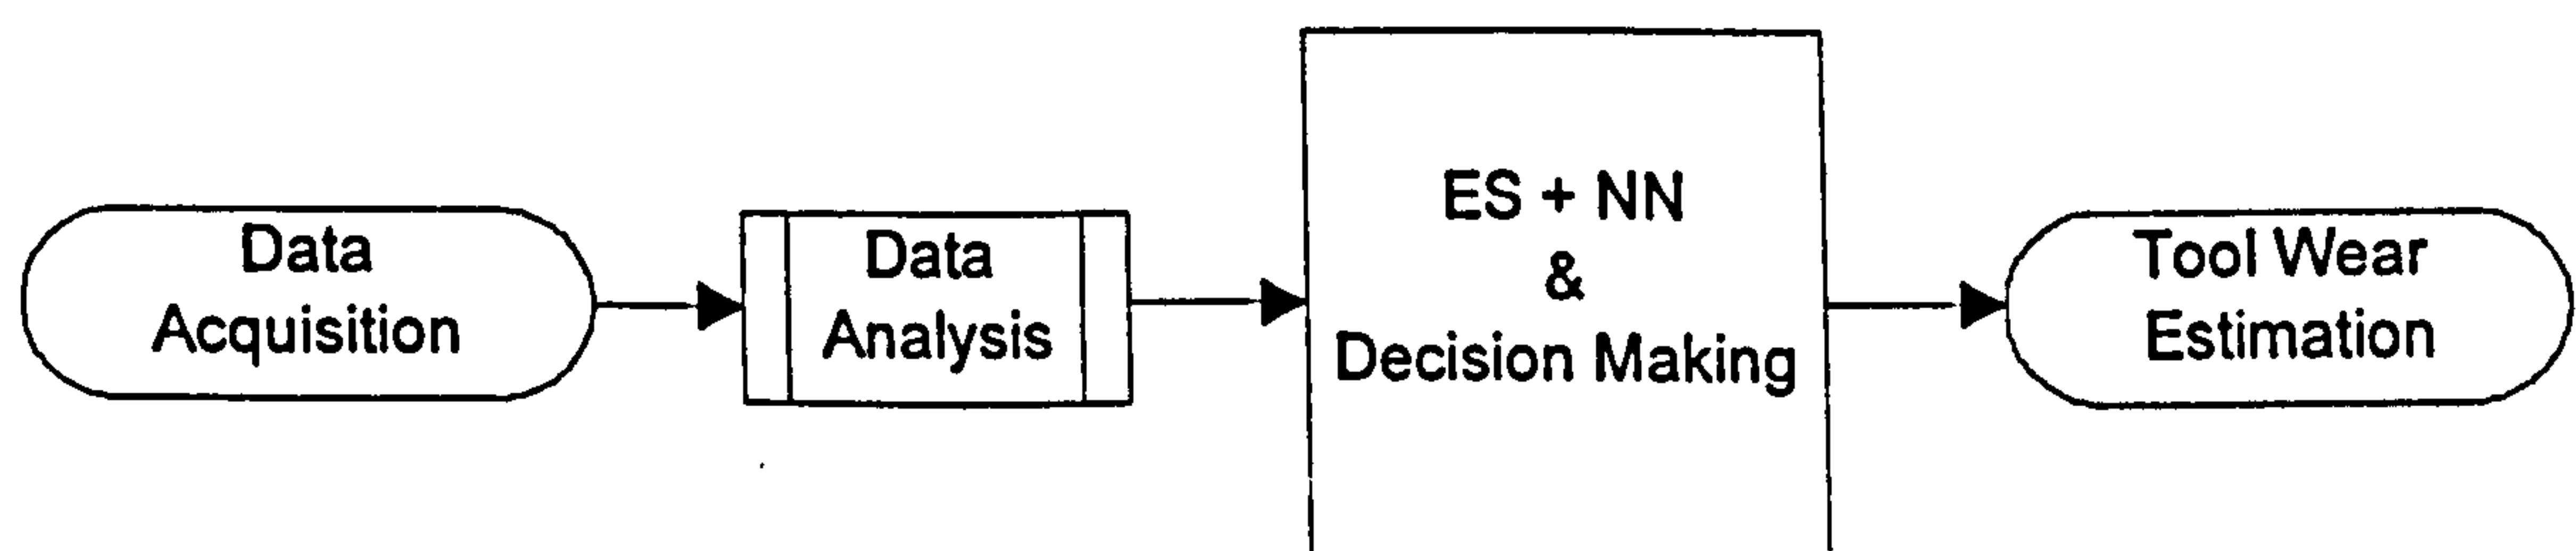 Data
Acquisition
Data
Analysis
ES + NN
&
Decision Making
Tool Wear
Estimation